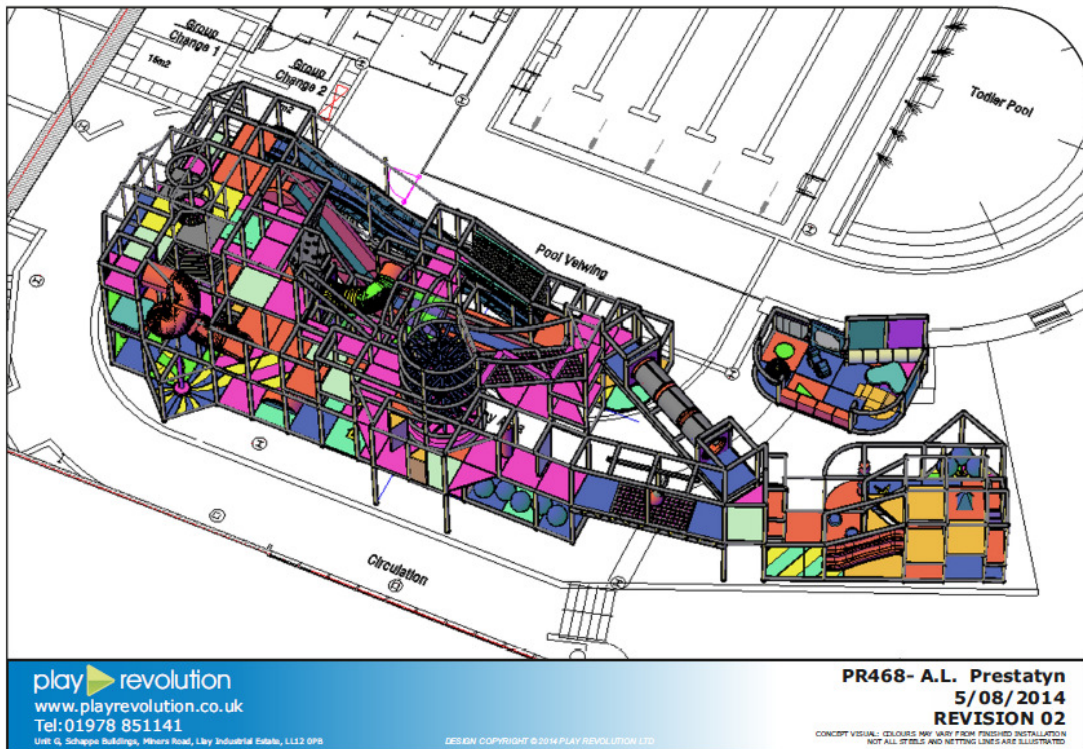 Group
Change 1
15m2
Group
Change 2
m2
Todler Pool
Pool Veiwing
Circulation
play revolution
www.playrevolution.co.uk
Tel:01978 851141
Unit G, Schappe Buildings, Miners Road, Llay Industrial Estate, LL12 0PB
DESIGN COPYRIGHT © 2014 PLAY REVOLUTION LTD
PR468- A.L. Prestatyn
5/08/2014
REVISION 02
CONCEPT VISUAL: COLOURS MAY VARY FROM FINISHED INSTALLATION
NOT ALL STEELS AND NETTING LINES ARE ILLUSTRATED